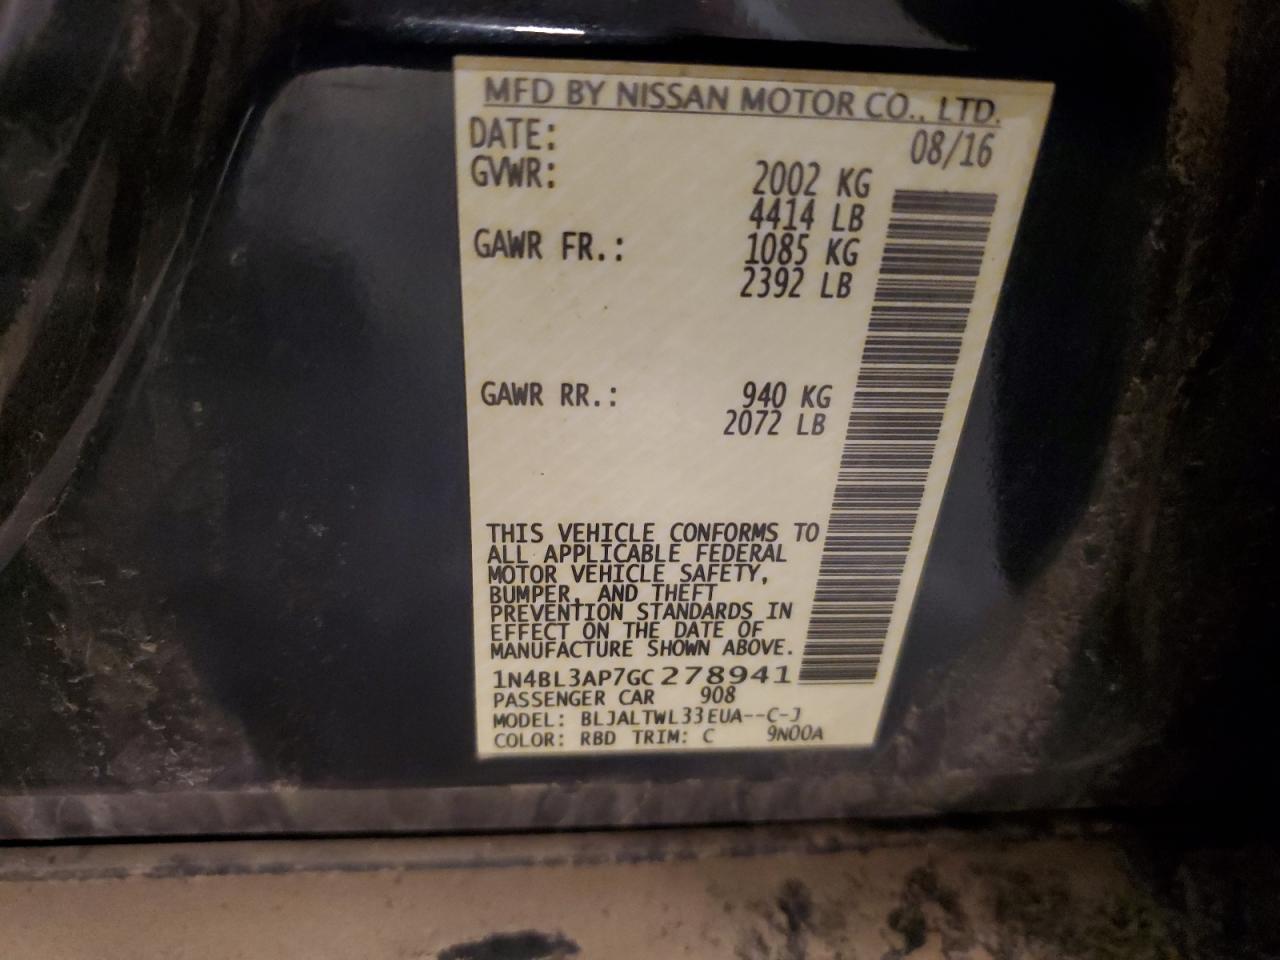 MFD BY NISSAN MOTOR CO., LTD.
DATE: 08/16
GVWR: 2002 KG
4414 LB
GAWR FR.: 1085 KG
2392 LB
GAWR RR.: 940 KG
2072 LB
THIS VEHICLE CONFORMS TO
ALL APPLICABLE FEDERAL
MOTOR VEHICLE SAFETY,
BUMPER, AND THEFT
PREVENTION STANDARDS IN
EFFECT ON THE DATE OF
MANUFACTURE SHOWN ABOVE.
1N4BL3AP7GC278941
PASSENGER CAR 908
MODEL: BLJALTWL33EUA--C-J
COLOR: RBD TRIM: C 9N00A